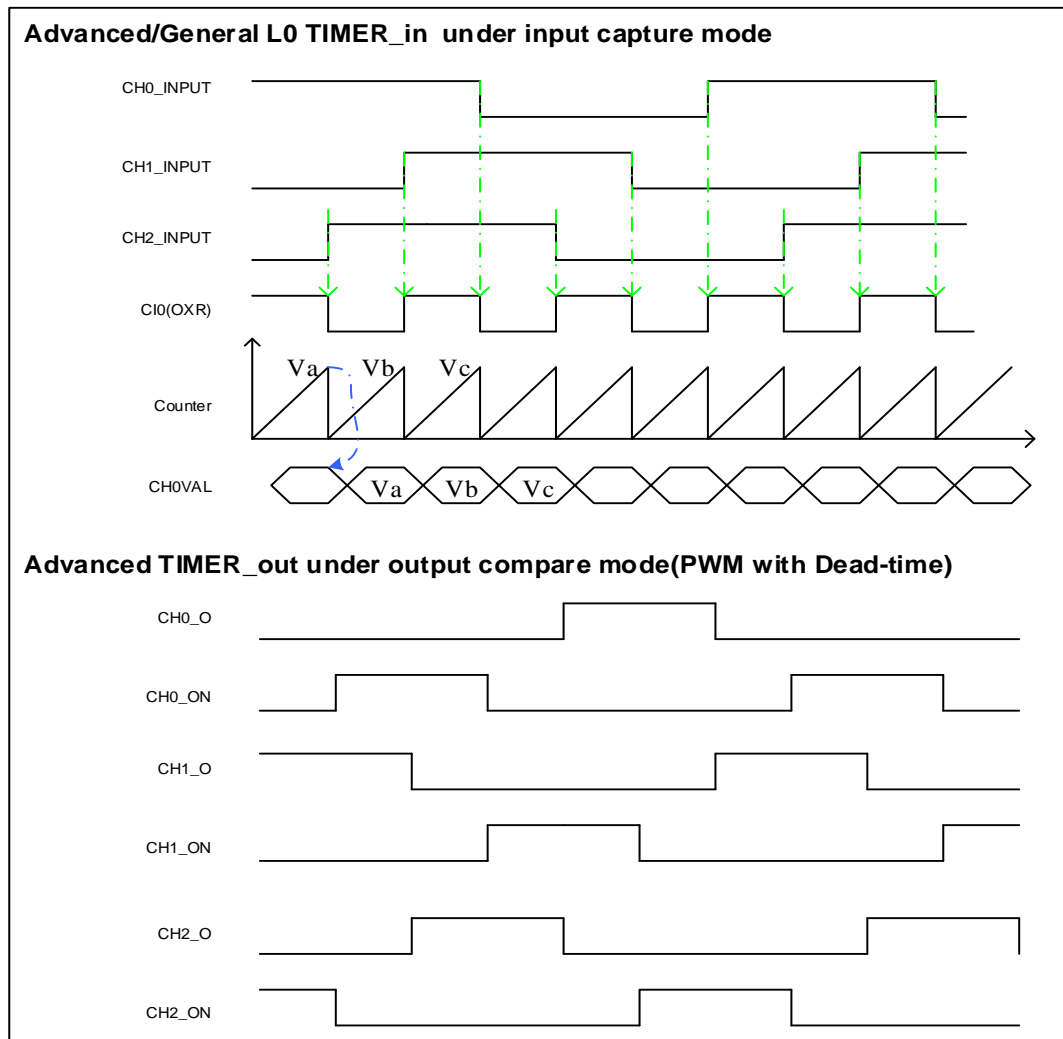 Advanced/General L0 TIMER_in under input capture mode
CH0_INPUT
CH1_INPUT
CH2_INPUT
CI0(OXR)
Va Vb Vc
Counter
CH0VAL Va Vb Vc
Advanced TIMER_out under output compare mode(PWM with Dead-time)
CH0_O
CH0_ON
CH1_O
CH1_ON
CH2_O
CH2_ON